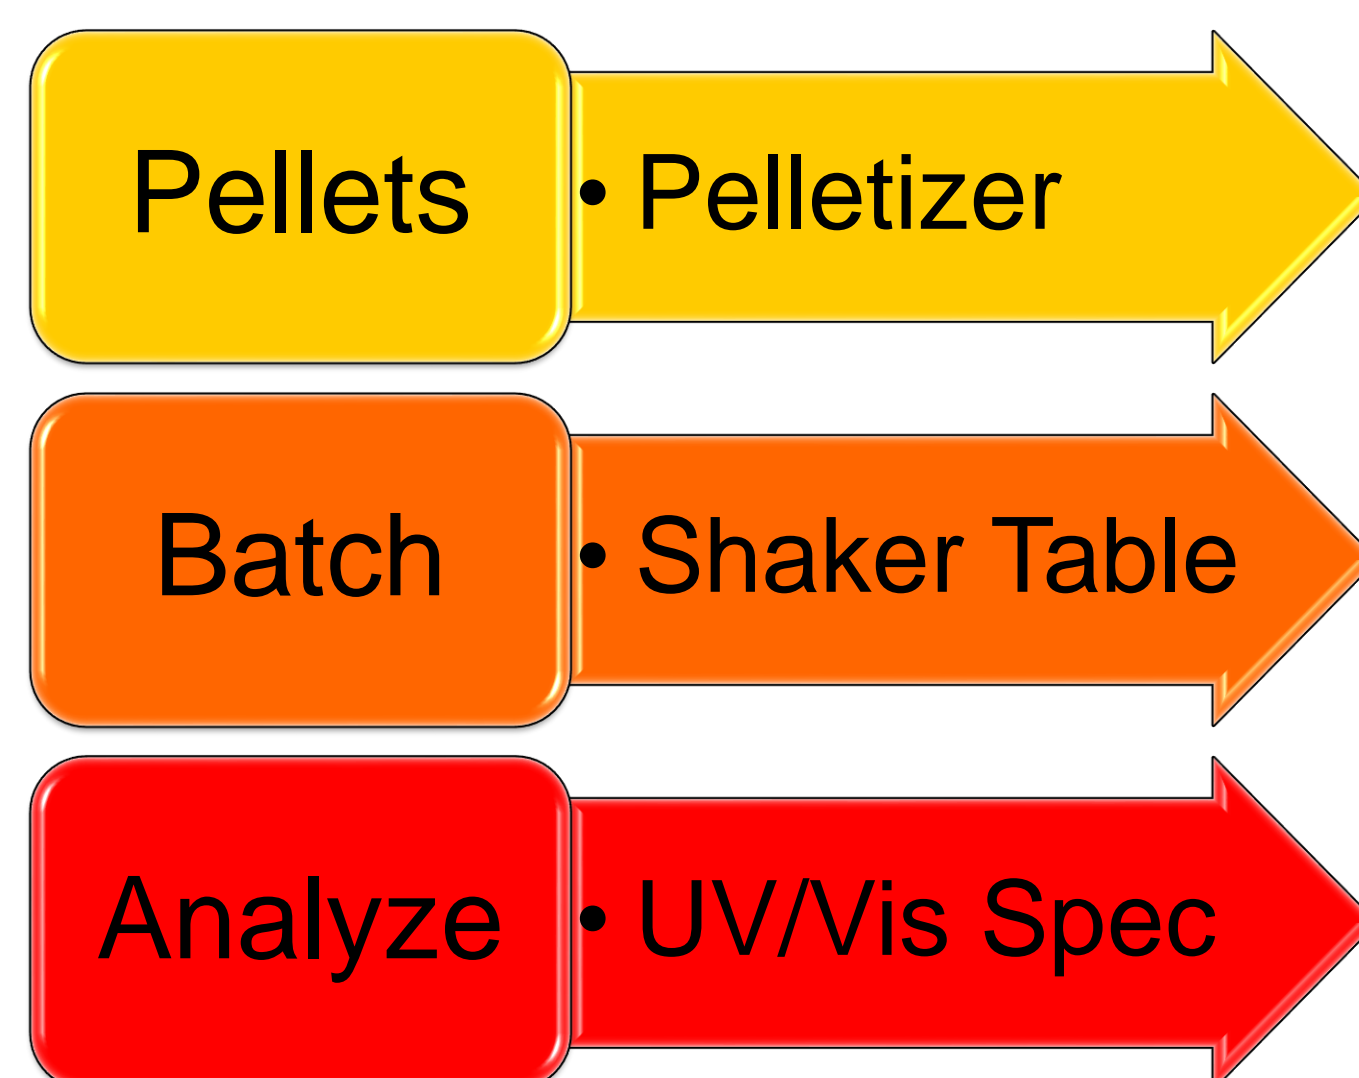 Pellets
• Pelletizer
Batch
• Shaker Table
Analyze
• UV/Vis Spec